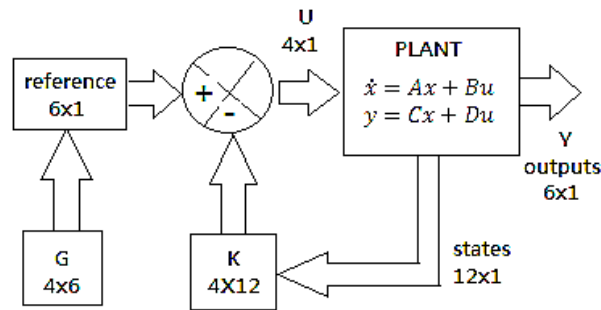 U
4x1
PLANT
ẋ = Ax + Bu
y = Cx + Du
reference
6x1
+
-
Y
outputs
6x1
G
4x6
K
4X12
states
12x1